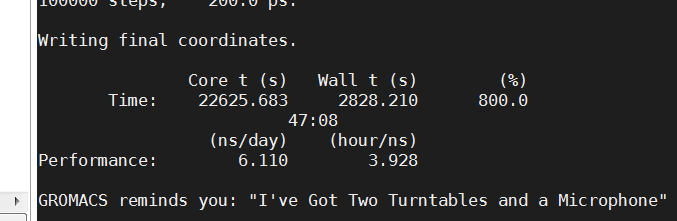 100000 steps,    200.0 ps.
Writing final coordinates.
Core t (s)   Wall t (s)        (%)
Time:    22625.683     2828.210      800.0
47:08
(ns/day)    (hour/ns)
Performance:        6.110        3.928
GROMACS reminds you: "I've Got Two Turntables and a Microphone"